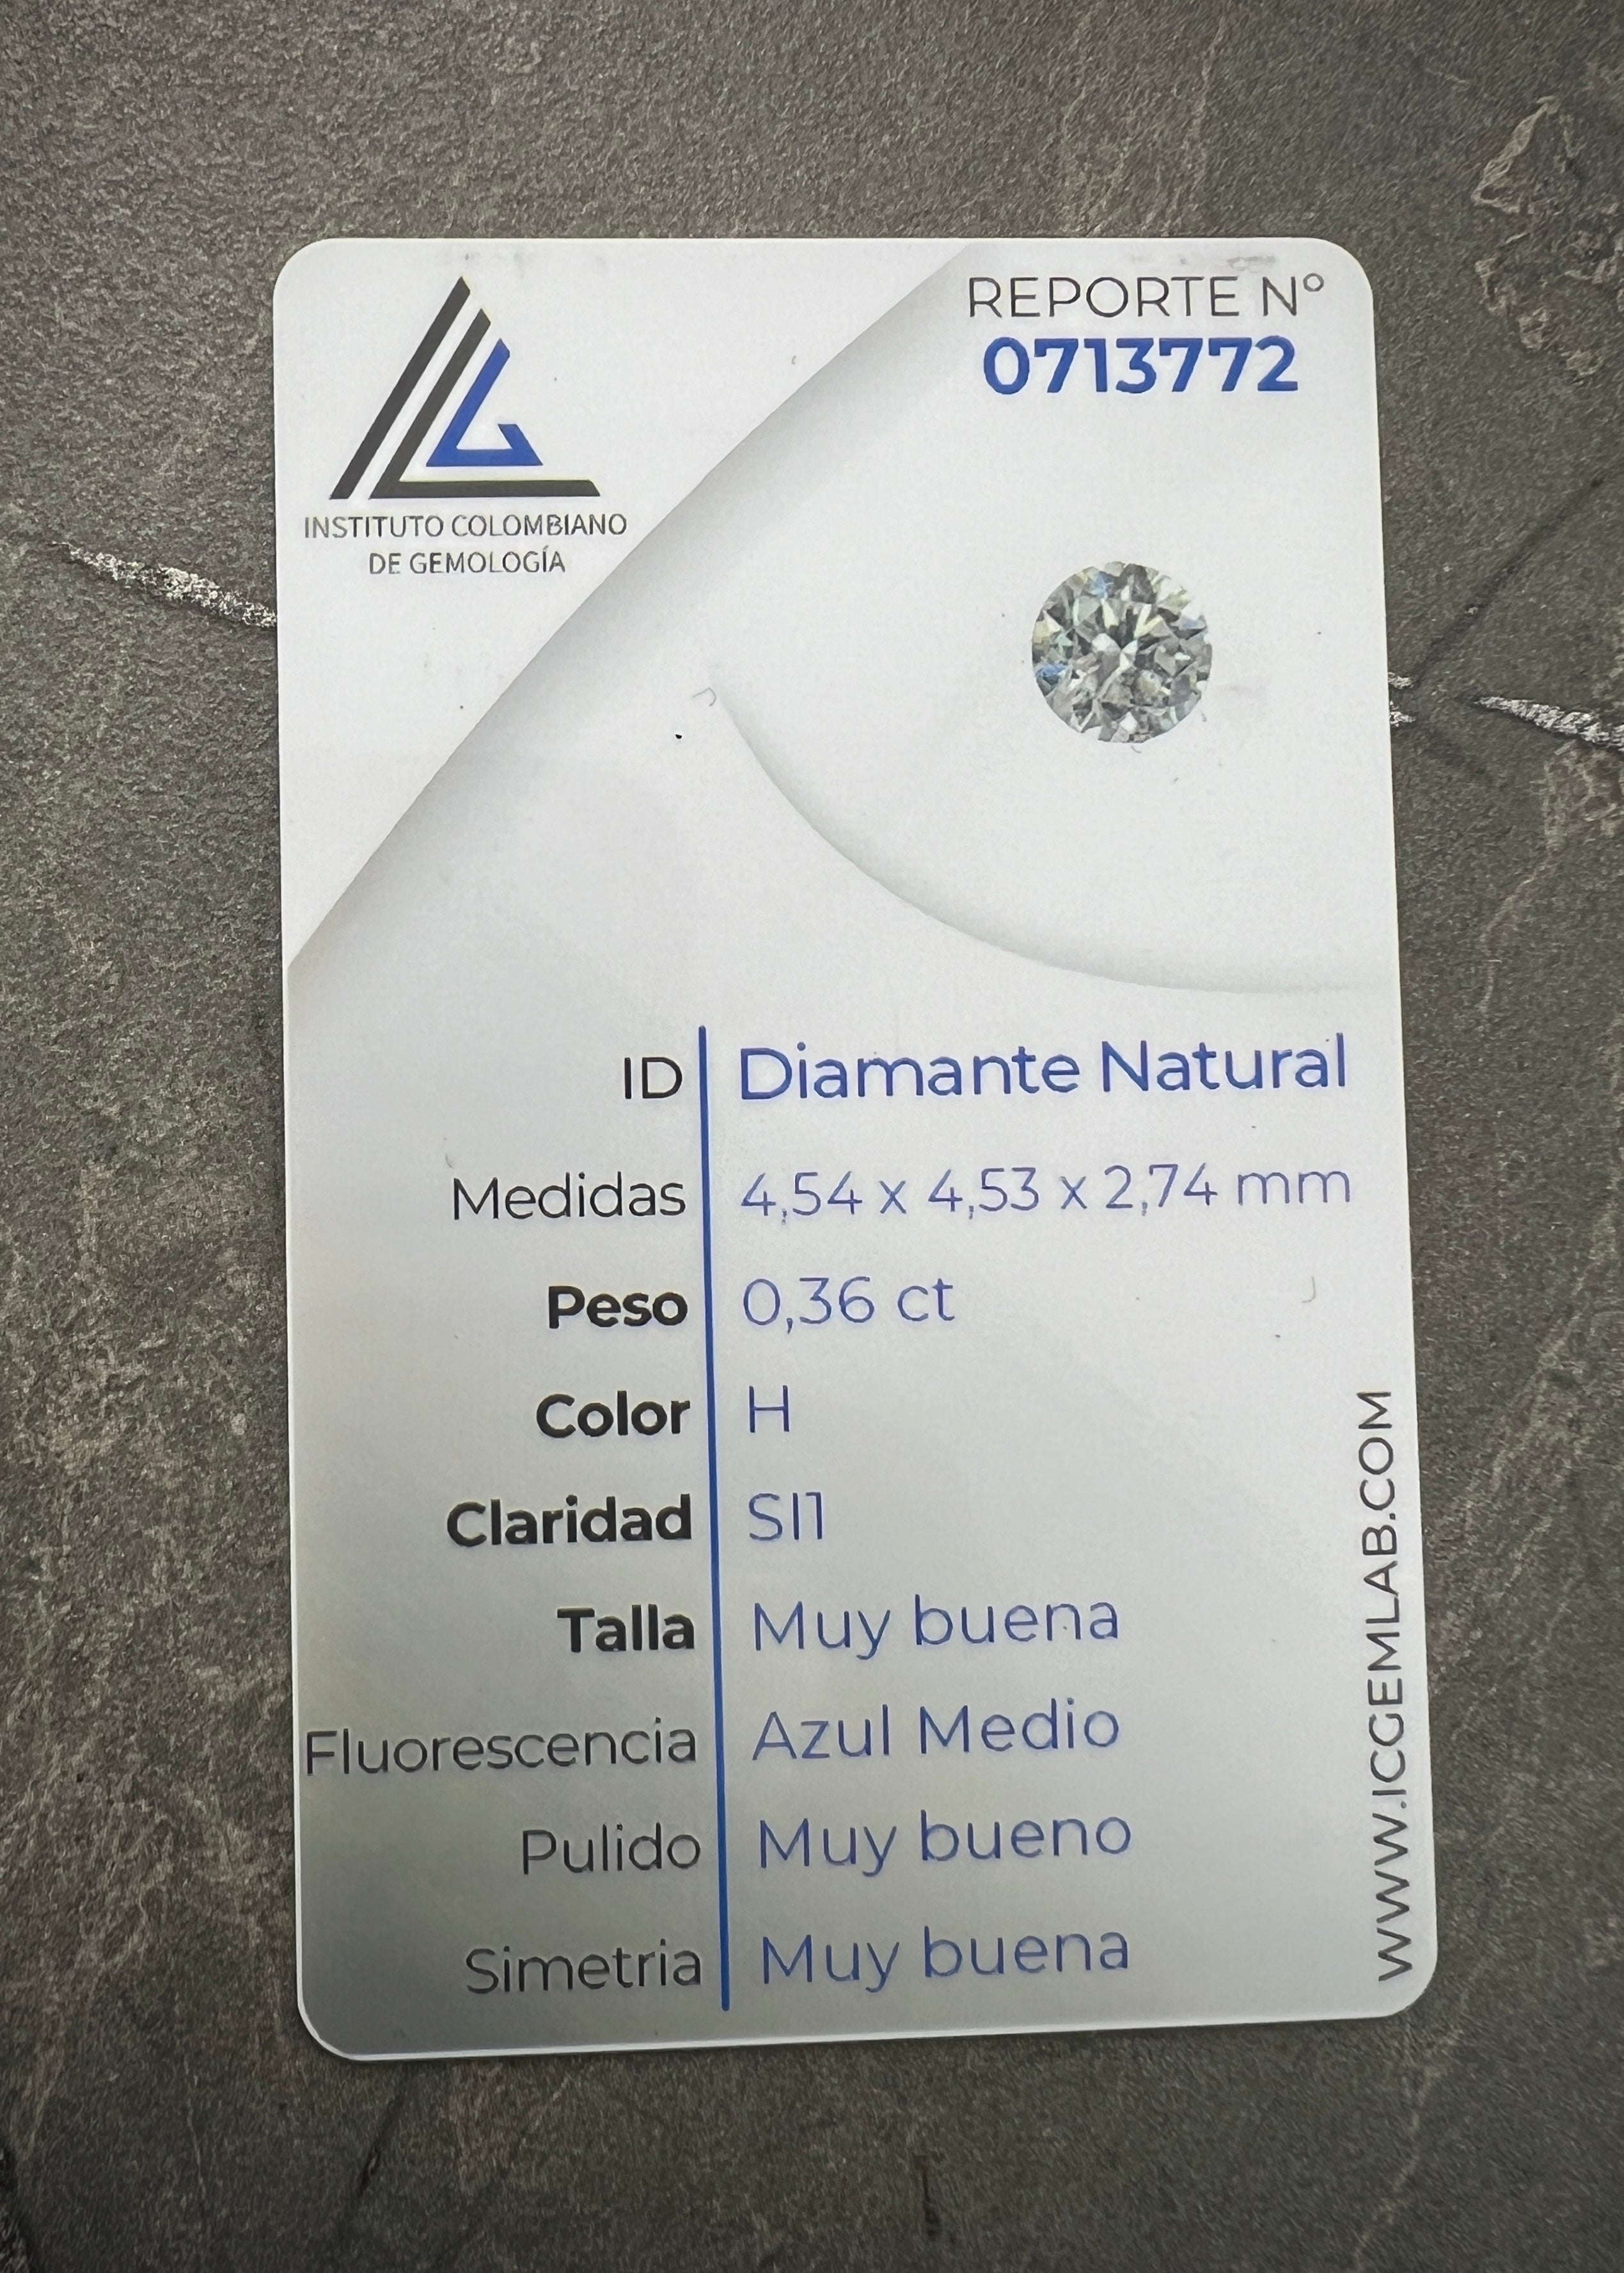 INSTITUTO COLOMBIANO
DE GEMOLOGÍA
REPORTE Nº
0713772
ID Diamante Natural
Medidas 4,54 x 4,53 x 2,74 mm
Peso 0,36 ct
Color H
Claridad SI1
Talla Muy buena
Fluorescencia Azul Medio
Pulido Muy bueno
Simetria Muy buena
WWW.ICGEMLAB.COM